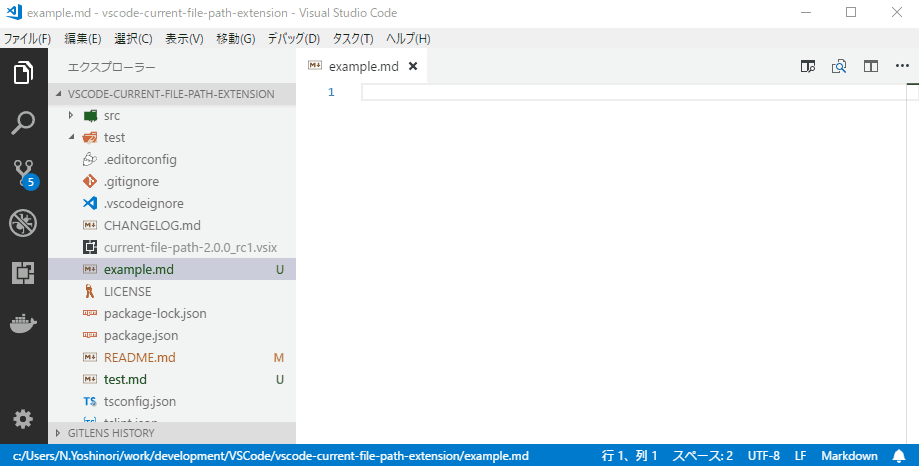 example.md - vscode-current-file-path-extension - Visual Studio Code
ファイル(F) 編集(E) 選択(C) 表示(V) 移動(G) デバッグ(D) タスク(T) ヘルプ(H)
エクスプローラー
example.md
VSCODE-CURRENT-FILE-PATH-EXTENSION
1
src
test
.editorconfig
5
.gitignore
.vscodeignore
CHANGELOG.md
current-file-path-2.0.0_rc1.vsix
example.md U
LICENSE
package-lock.json
package.json
README.md M
test.md U
TS tsconfig.json
tslint.json
GITLENS HISTORY
c:/Users/N.Yoshinori/work/development/VSCode/vscode-current-file-path-extension/example.md 行 1、列 1 スペース: 2 UTF-8 LF Markdown